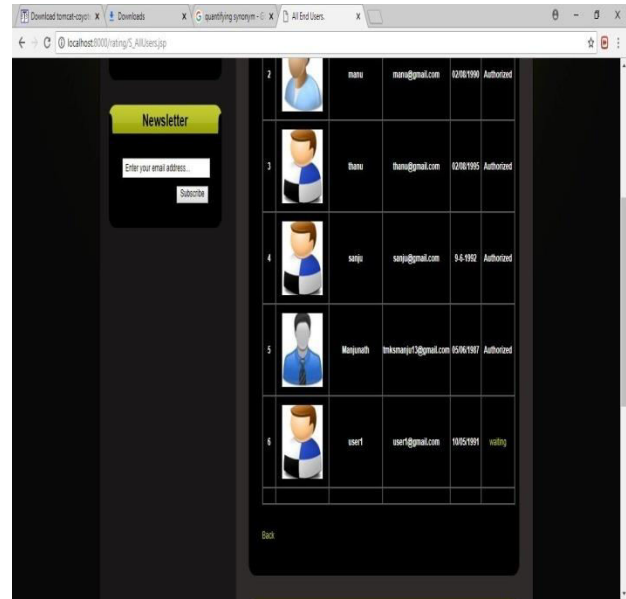 Download tomcat-coyote Downloads quantifying synonym - G All End Users.
localhost:8000/rating/S_AllUsers.jsp
2 manu manu@gmail.com 02/08/1990 Authorized
Newsletter
Enter your email address...
Subscribe
3 thanu thanu@gmail.com 02/08/1995 Authorized
4 sanju sanju@gmail.com 9-6-1992 Authorized
5 Manjunath tmksmanju13@gmail.com 05/06/1987 Authorized
6 user1 user1@gmail.com 10/05/1991 waiting
Back